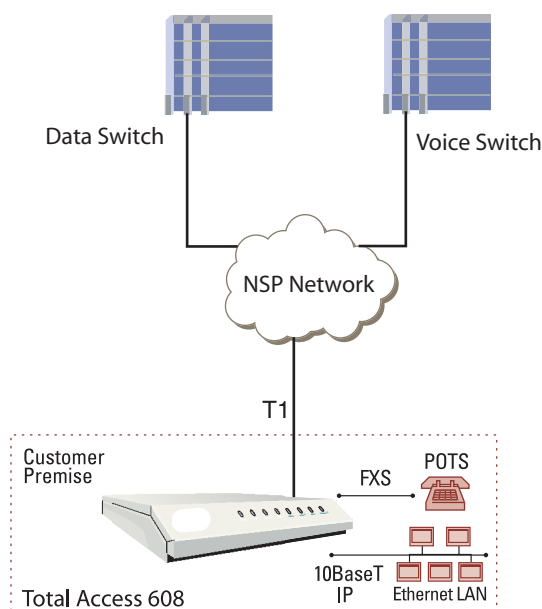 Data Switch
Voice Switch
NSP Network
T1
Customer
Premise
FXS
POTS
10BaseT
IP
Ethernet LAN
Total Access 608